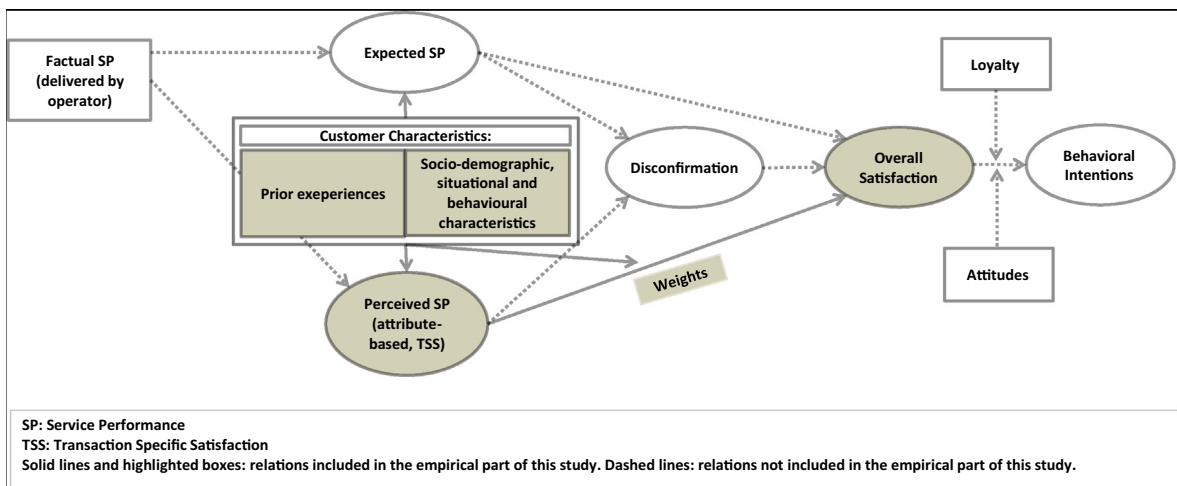 Factual SP
(delivered by
operator)
Expected SP
Loyalty
Customer Characteristics:
Prior exeperiences
Socio-demographic,
situational and
behavioural
characteristics
Disconfirmation
Overall
Satisfaction
Behavioral
Intentions
Weights
Attitudes
Perceived SP
(attribute-
based, TSS)
SP: Service Performance
TSS: Transaction Specific Satisfaction
Solid lines and highlighted boxes: relations included in the empirical part of this study. Dashed lines: relations not included in the empirical part of this study.